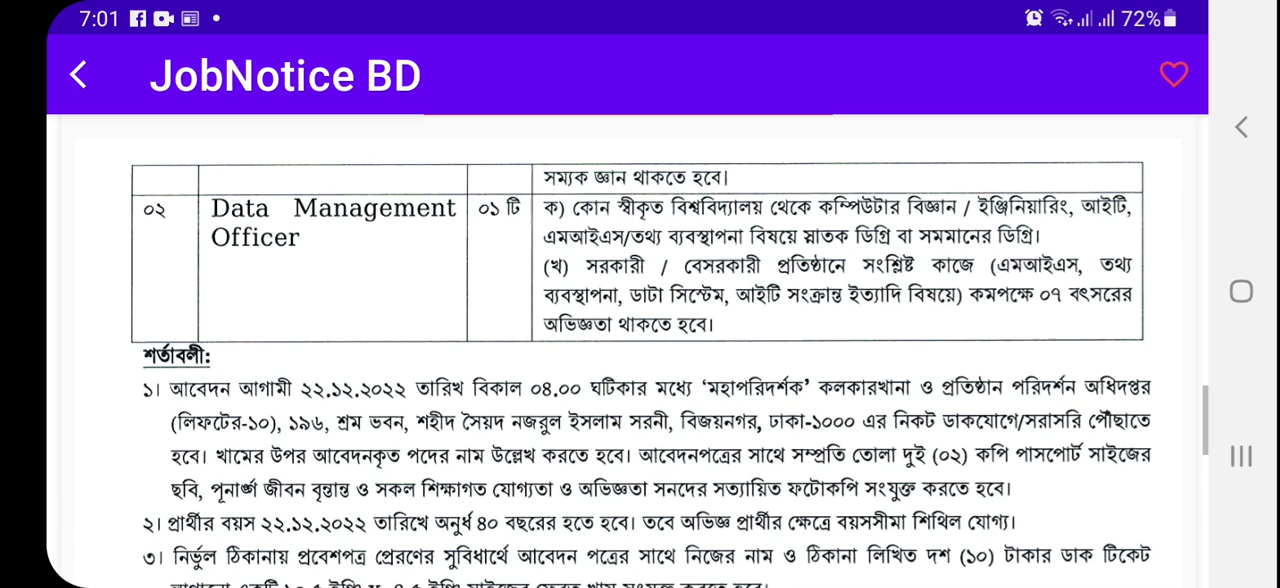 7:01 72%
JobNotice BD
সম্যক জ্ঞান থাকতে হবে।
০২ Data Management Officer ০১ টি ক) কোন স্বীকৃত বিশ্ববিদ্যালয় থেকে কম্পিউটার বিজ্ঞান / ইঞ্জিনিয়ারিং, আইটি,
এমআইএস/তথ্য ব্যবস্থাপনা বিষয়ে স্নাতক ডিগ্রি বা সমমানের ডিগ্রি।
(খ) সরকারী / বেসরকারী প্রতিষ্ঠানে সংশ্লিষ্ট কাজে (এমআইএস, তথ্য
ব্যবস্থাপনা, ডাটা সিস্টেম, আইটি সংক্রান্ত ইত্যাদি বিষয়ে) কমপক্ষে ০৭ বৎসরের
অভিজ্ঞতা থাকতে হবে।
শর্তাবলী:
১। আবেদন আগামী ২২.১২.২০২২ তারিখ বিকাল ০৪.০০ ঘটিকার মধ্যে ‘মহাপরিদর্শক’ কলকারখানা ও প্রতিষ্ঠান পরিদর্শন অধিদপ্তর
(লিফটের-১০), ১৯৬, শ্রম ভবন, শহীদ সৈয়দ নজরুল ইসলাম সরনী, বিজয়নগর, ঢাকা-১০০০ এর নিকট ডাকযোগে/সরাসরি পৌঁছাতে
হবে। খামের উপর আবেদনকৃত পদের নাম উল্লেখ করতে হবে। আবেদনপত্রের সাথে সম্প্রতি তোলা দুই (০২) কপি পাসপোর্ট সাইজের
ছবি, পূনার্ঙ্গ জীবন বৃত্তান্ত ও সকল শিক্ষাগত যোগ্যতা ও অভিজ্ঞতা সনদের সত্যায়িত ফটোকপি সংযুক্ত করতে হবে।
২। প্রার্থীর বয়স ২২.১২.২০২২ তারিখে অনুর্ধ ৪০ বছরের হতে হবে। তবে অভিজ্ঞ প্রার্থীর ক্ষেত্রে বয়সসীমা শিথিল যোগ্য।
৩। নির্ভুল ঠিকানায় প্রবেশপত্র প্রেরণের সুবিধার্থে আবেদন পত্রের সাথে নিজের নাম ও ঠিকানা লিখিত দশ (১০) টাকার ডাক টিকেট